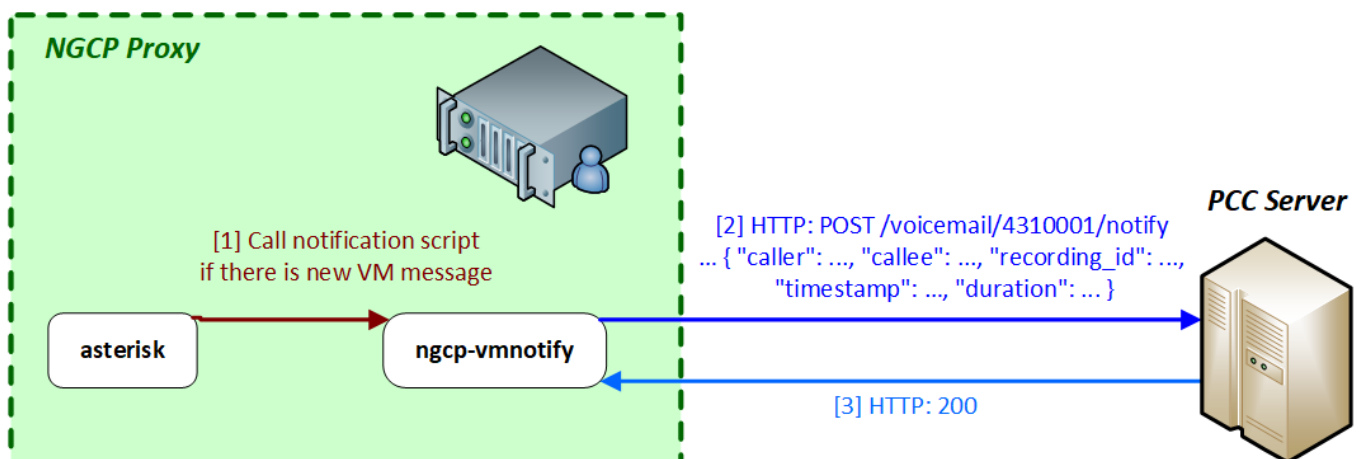 NGCP Proxy
[1] Call notification script
if there is new VM message
asterisk
ngcp-vmnotify
[2] HTTP: POST /voicemail/4310001/notify
... { "caller": ..., "callee": ..., "recording_id": ...,
"timestamp": ..., "duration": ... }
PCC Server
[3] HTTP: 200